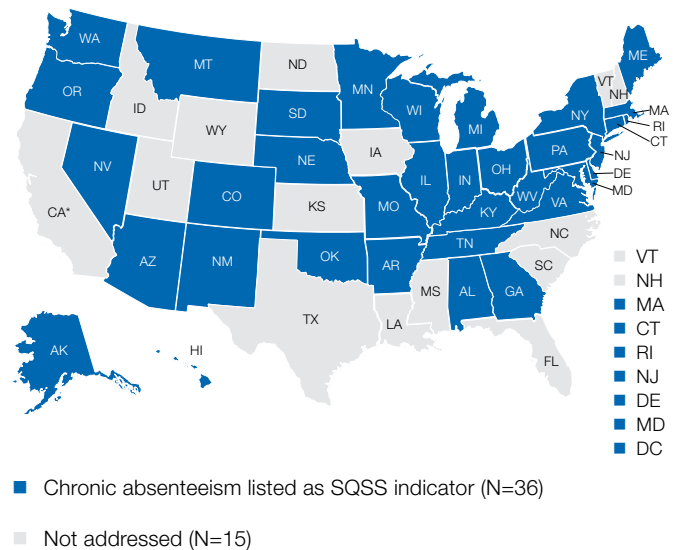 WA
MT
ND
MN
ME
VT
NH
OR
ID
WY
SD
WI
MI
NY
MA
RI
CT
NV
UT
CO
NE
IA
IL
IN
OH
PA
NJ
DE
MD
CA*
KS
MO
KY
WV
VA
AZ
NM
OK
AR
TN
NC
SC
MS
AL
GA
TX
LA
FL
AK
HI
VT
NH
MA
CT
RI
NJ
DE
MD
DC
Chronic absenteeism listed as SQSS indicator (N=36)
Not addressed (N=15)